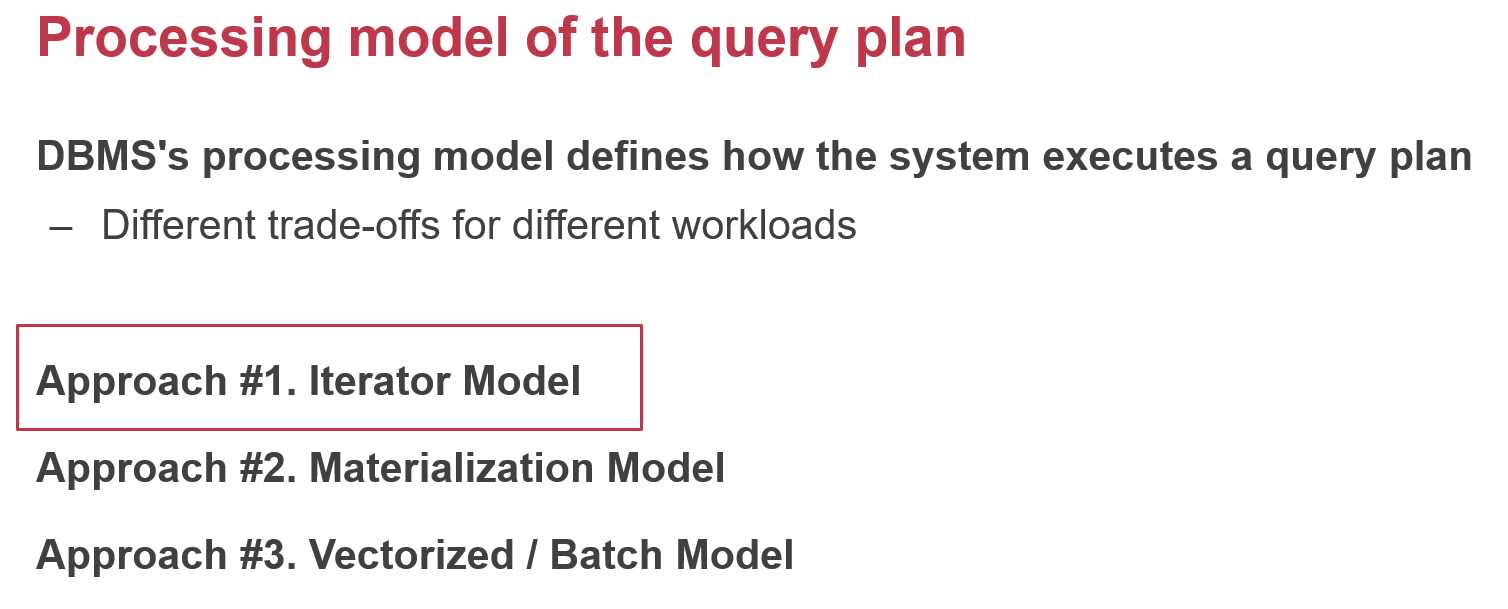 Processing model of the query plan
DBMS's processing model defines how the system executes a query plan
– Different trade-offs for different workloads
Approach #1. Iterator Model
Approach #2. Materialization Model
Approach #3. Vectorized / Batch Model